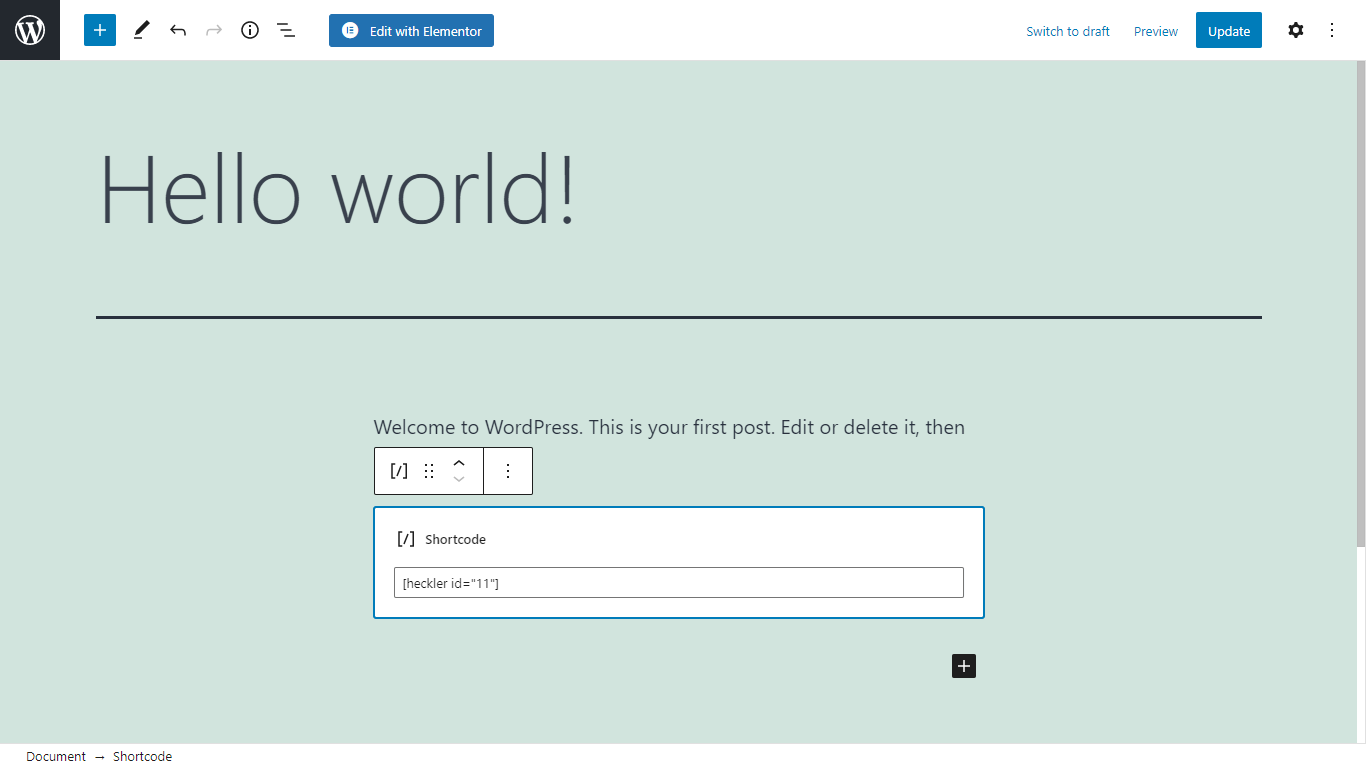 Edit with Elementor
Switch to draft
Preview
Update
Hello world!
Welcome to WordPress. This is your first post. Edit or delete it, then
[/]
[/] Shortcode
[heckler id="11"]
Document → Shortcode